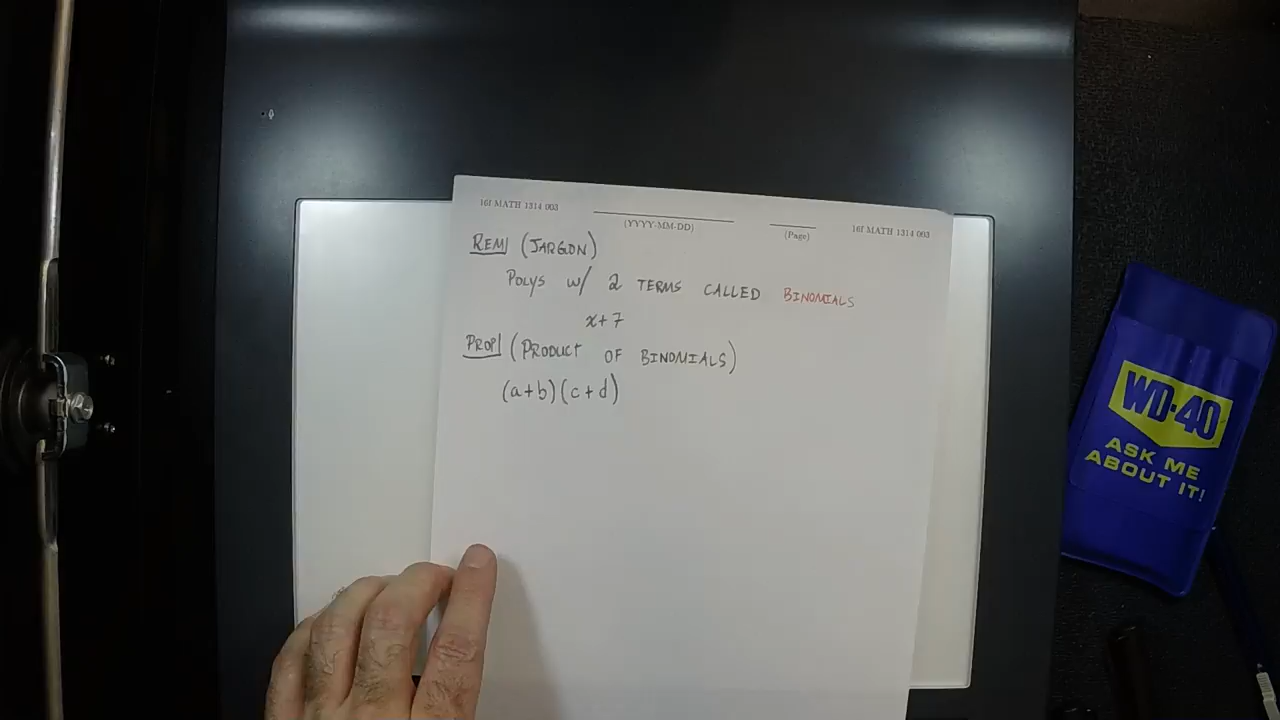 16f MATH 1314 003
(YYYY-MM-DD)
(Page)
16f MATH 1314 003
REM (JARGON)
POLYS W/ 2 TERMS CALLED BINOMIALS
x+7
PROP (PRODUCT OF BINOMIALS)
(a+b)(c+d)
WD-40
ASK ME
ABOUT IT!